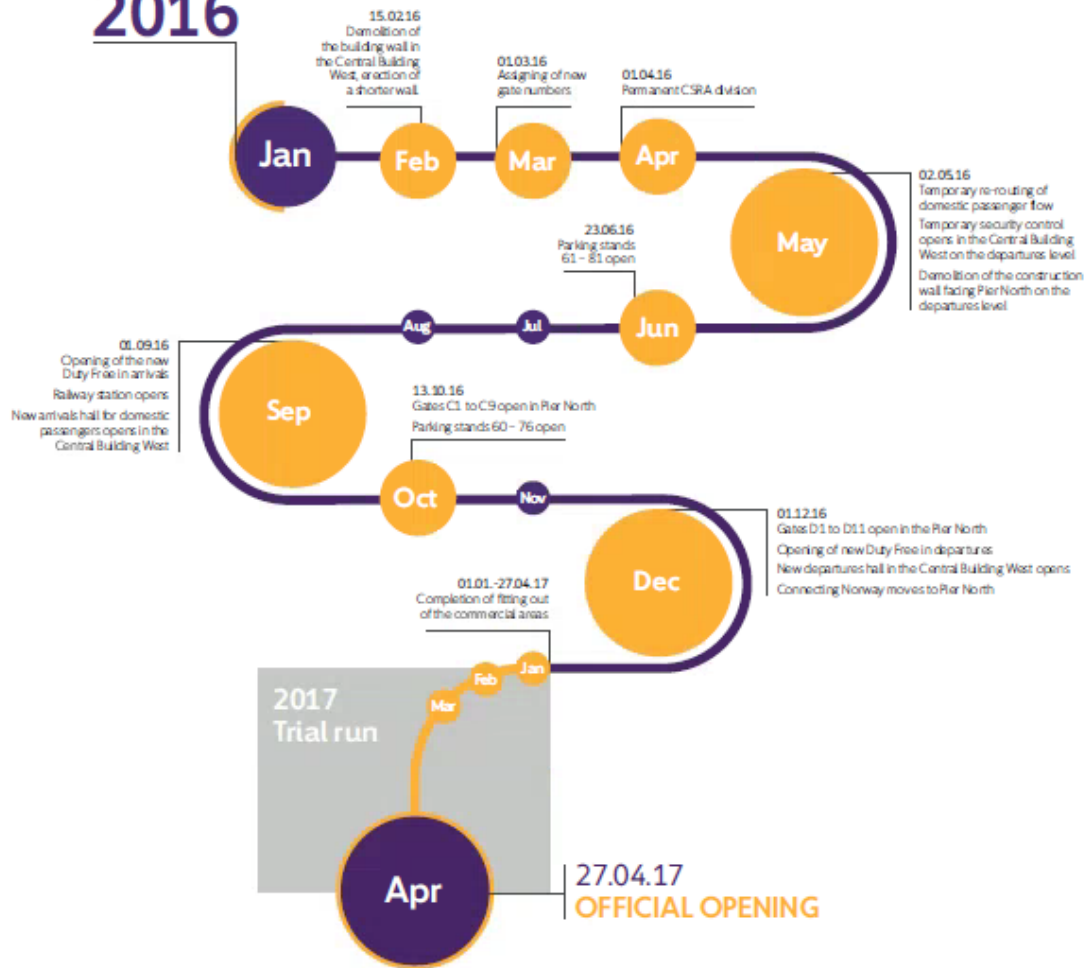 2016
15.02.16
Demolition of
the building wall in
the Central Building
West, erection of
a shorter wall
01.03.16
Assigning of new
gate numbers
01.04.16
Permanent CSRA division
Jan
Feb
Mar
Apr
02.05.16
Temporary re-routing of
domestic passenger flow
Temporary security control
opens in the Central Building
West on the departures level
Demolition of the construction
wall facing Pier North on the
departures level
May
23.06.16
Parking stands
61 – 81 open
Jun
Jul
Aug
01.09.16
Opening of the new
Duty Free in arrivals
Railway station opens
New arrivals hall for domestic
passengers opens in the
Central Building West
Sep
13.10.16
Gates C1 to C9 open in Pier North
Parking stands 60 – 76 open
Oct
Nov
01.12.16
Gates D1 to D11 open in the Pier North
Opening of new Duty Free in departures
New departures hall in the Central Building West opens
Connecting Norway moves to Pier North
Dec
01.01.-27.04.17
Completion of fitting out
of the commercial areas
Jan
Feb
Mar
2017
Trial run
Apr
27.04.17
OFFICIAL OPENING